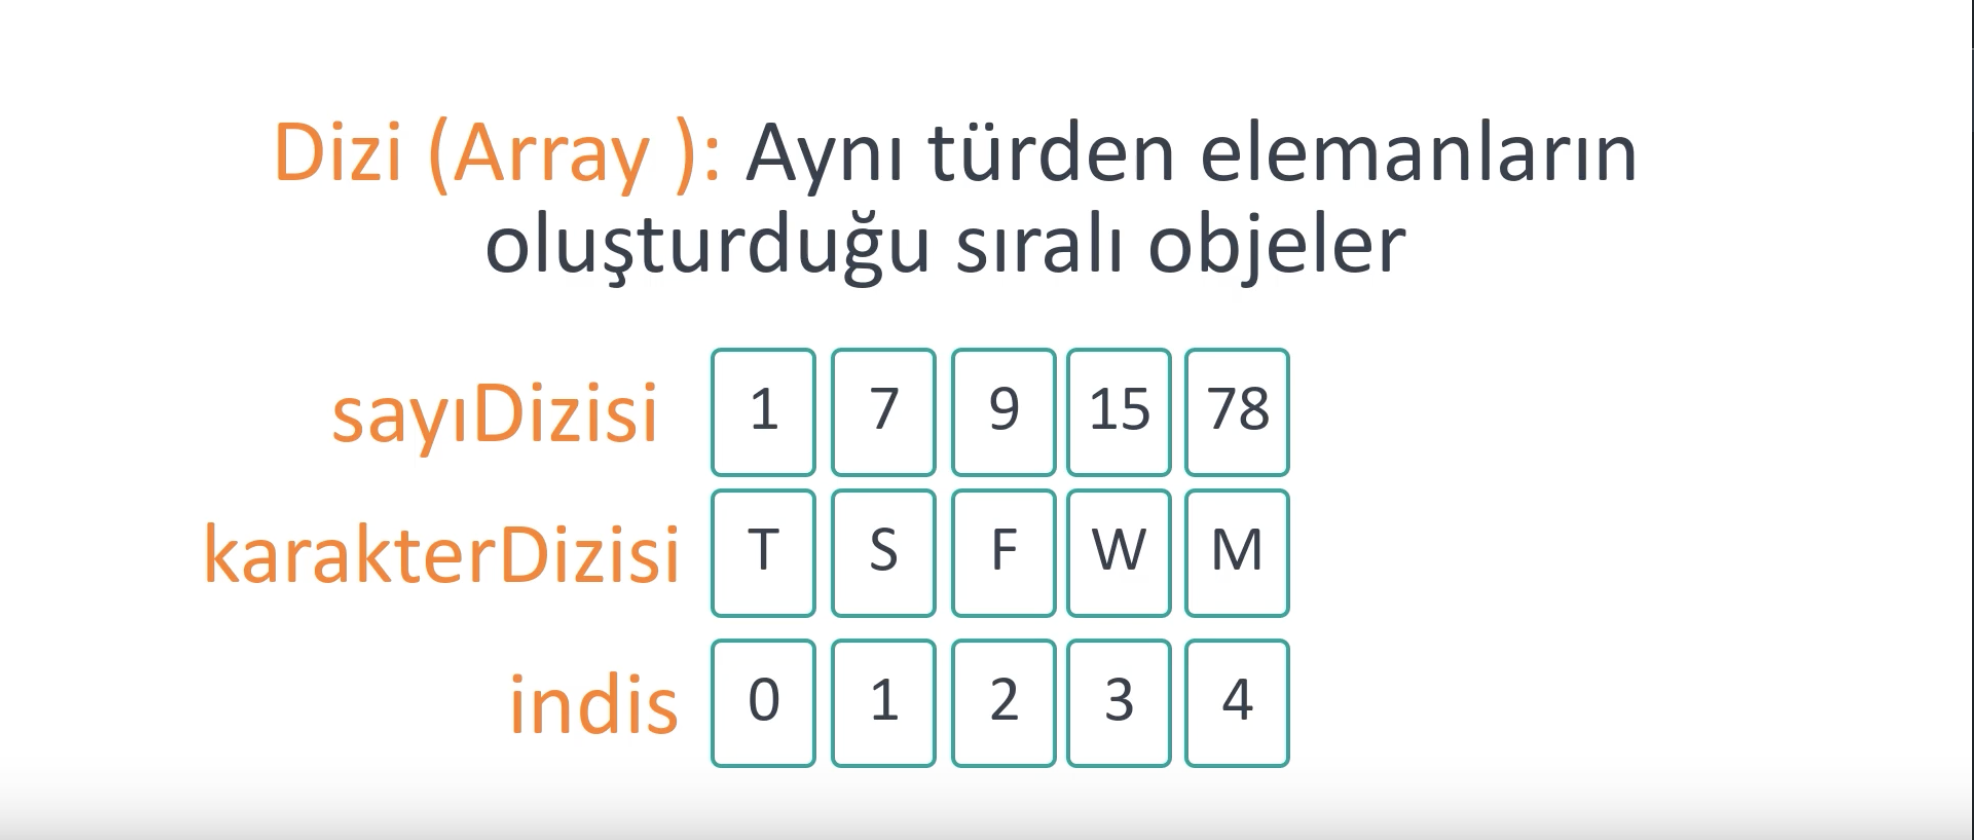 Dizi (Array ): Aynı türden elemanların
oluşturduğu sıralı objeler
sayıDizisi 1 7 9 15 78
karakterDizisi T S F W M
indis 0 1 2 3 4